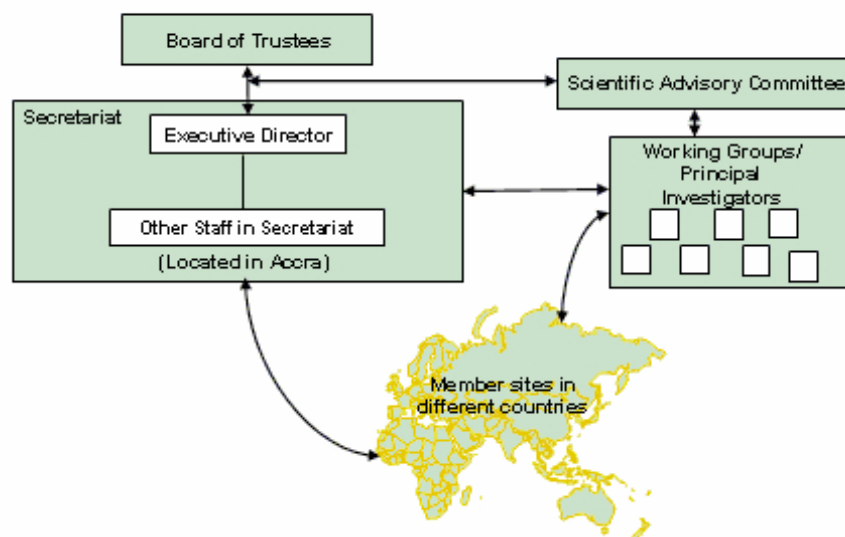 Board of Trustees
Scientific Advisory Committee
Secretariat
Executive Director
Other Staff in Secretariat
(Located in Accra)
Working Groups/
Principal
Investigators
Member sites in
different countries